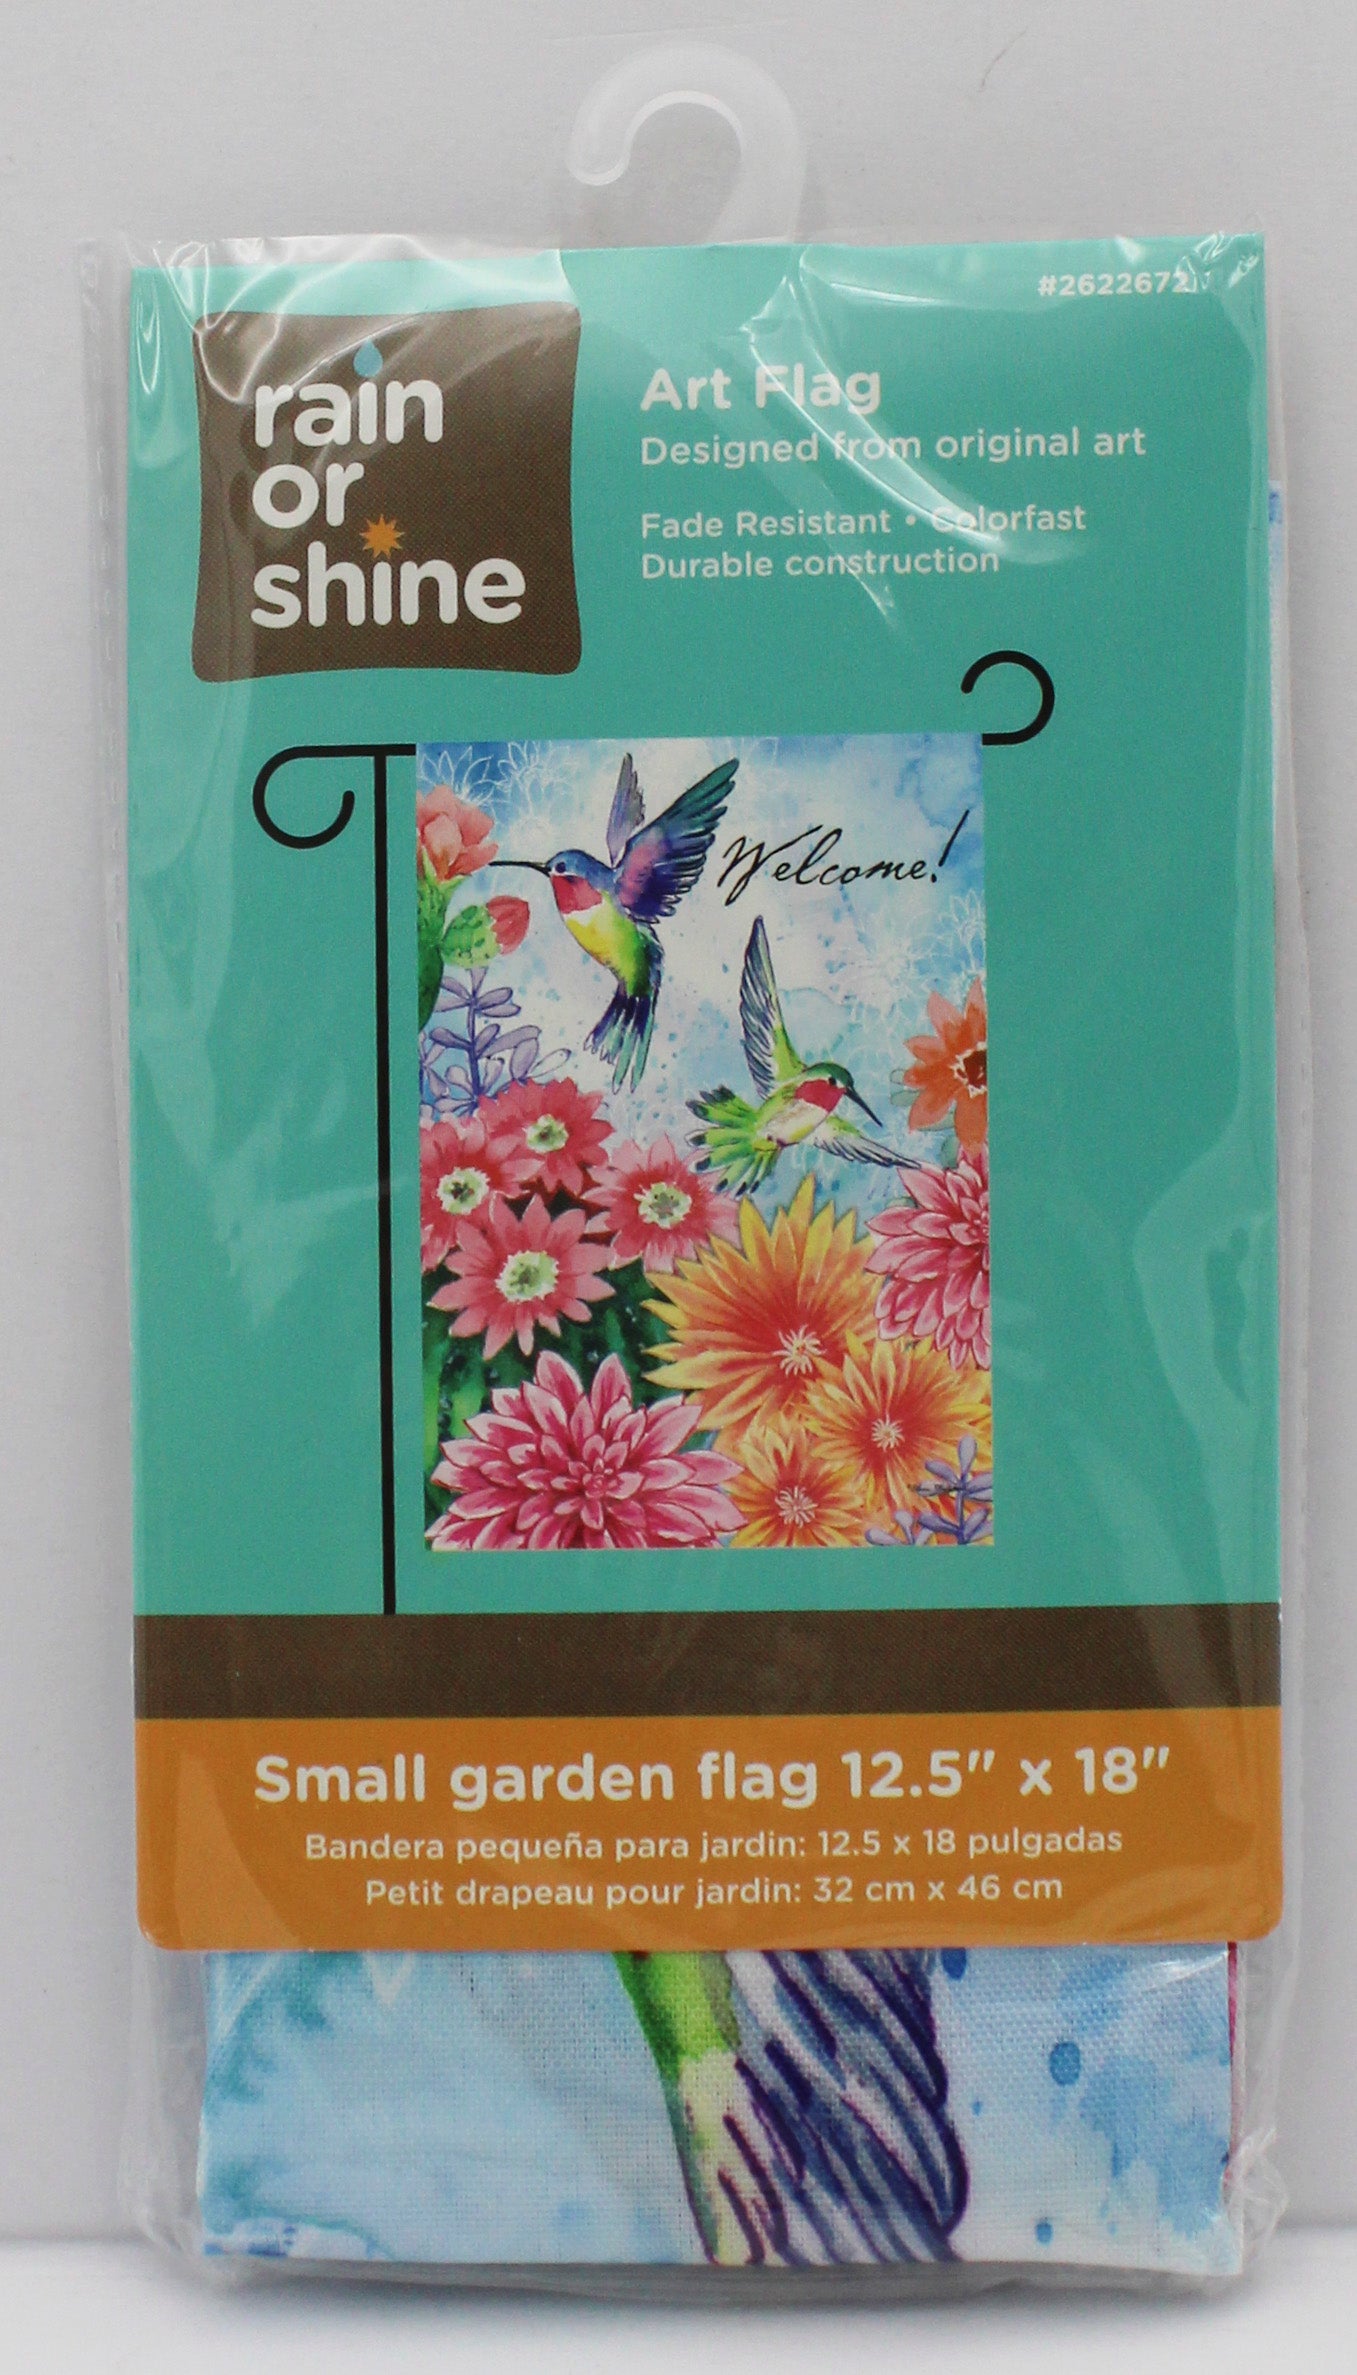 #2622672
rain
or
shine
Art Flag
Designed from original art
Fade Resistant • Colorfast
Durable construction
Welcome!
Small garden flag 12.5" x 18"
Bandera pequeña para jardin: 12.5 x 18 pulgadas
Petit drapeau pour jardin: 32 cm x 46 cm